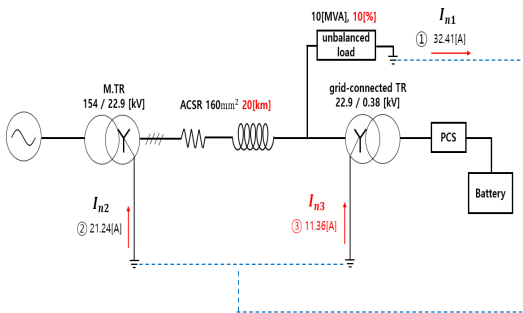 10[MVA], 10[%]
unbalanced
load
Iₙ₁
① 32.41[A]
M.TR
154 / 22.9 [kV]
ACSR 160mm² 20[km]
grid-connected TR
22.9 / 0.38 [kV]
Y
Y
PCS
Battery
Iₙ₂
② 21.24[A]
Iₙ₃
③ 11.36[A]